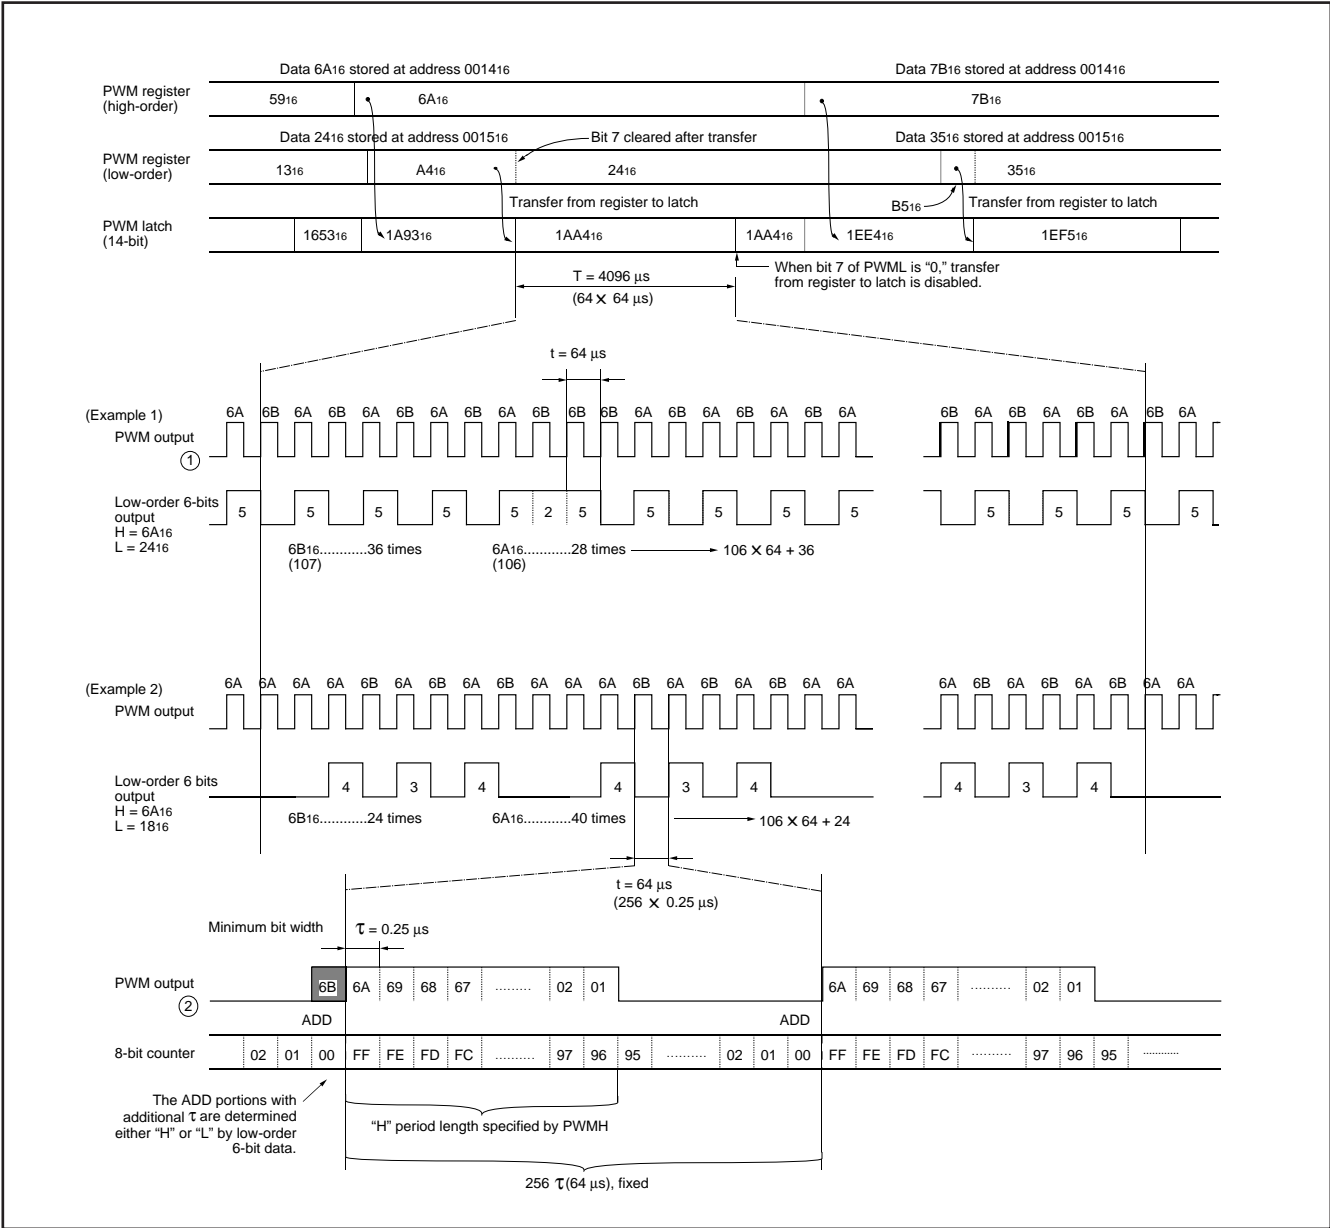 Data 6A16 stored at address 001416
Data 7B16 stored at address 001416
PWM register
(high-order)
5916
6A16
7B16
Data 2416 stored at address 001516
Bit 7 cleared after transfer
Data 3516 stored at address 001516
PWM register
(low-order)
1316
A416
2416
3516
B516
Transfer from register to latch
Transfer from register to latch
PWM latch
(14-bit)
165316
1A9316
1AA416
1AA416
1EE416
1EF516
When bit 7 of PWML is “0,” transfer
from register to latch is disabled.
T = 4096 µs
(64 × 64 µs)
t = 64 µs
(Example 1)
6A 6B 6A 6B 6A 6B 6A 6B 6A 6B 6B 6B 6A 6B 6A 6B 6A 6B 6A 6B 6A 6B 6A 6B 6A 6B 6A
PWM output
1
Low-order 6-bits
output
H = 6A16
L = 2416
5 5 5 5 5 2 5 5 5 5 5 5 5 5 5
6B16............36 times
(107)
6A16............28 times
(106)
106 × 64 + 36
(Example 2)
6A 6A 6A 6B 6A 6B 6A 6B 6A 6A 6A 6B 6A 6B 6A 6B 6A 6A 6A 6B 6A 6B 6A 6B 6A 6A
PWM output
Low-order 6 bits
output
H = 6A16
L = 1816
4 3 4 4 3 4 4 3 4
6B16............24 times
6A16............40 times
106 × 64 + 24
t = 64 µs
(256 × 0.25 µs)
Minimum bit width
τ = 0.25 µs
PWM output
2
6B 6A 69 68 67 ......... 02 01
6A 69 68 67 ......... 02 01
ADD
ADD
8-bit counter
02 01 00 FF FE FD FC .......... 97 96 95 .......... 02 01 00 FF FE FD FC .......... 97 96 95 ............
The ADD portions with
additional τ are determined
either “H” or “L” by low-order
6-bit data.
“H” period length specified by PWMH
256 τ(64 µs), fixed